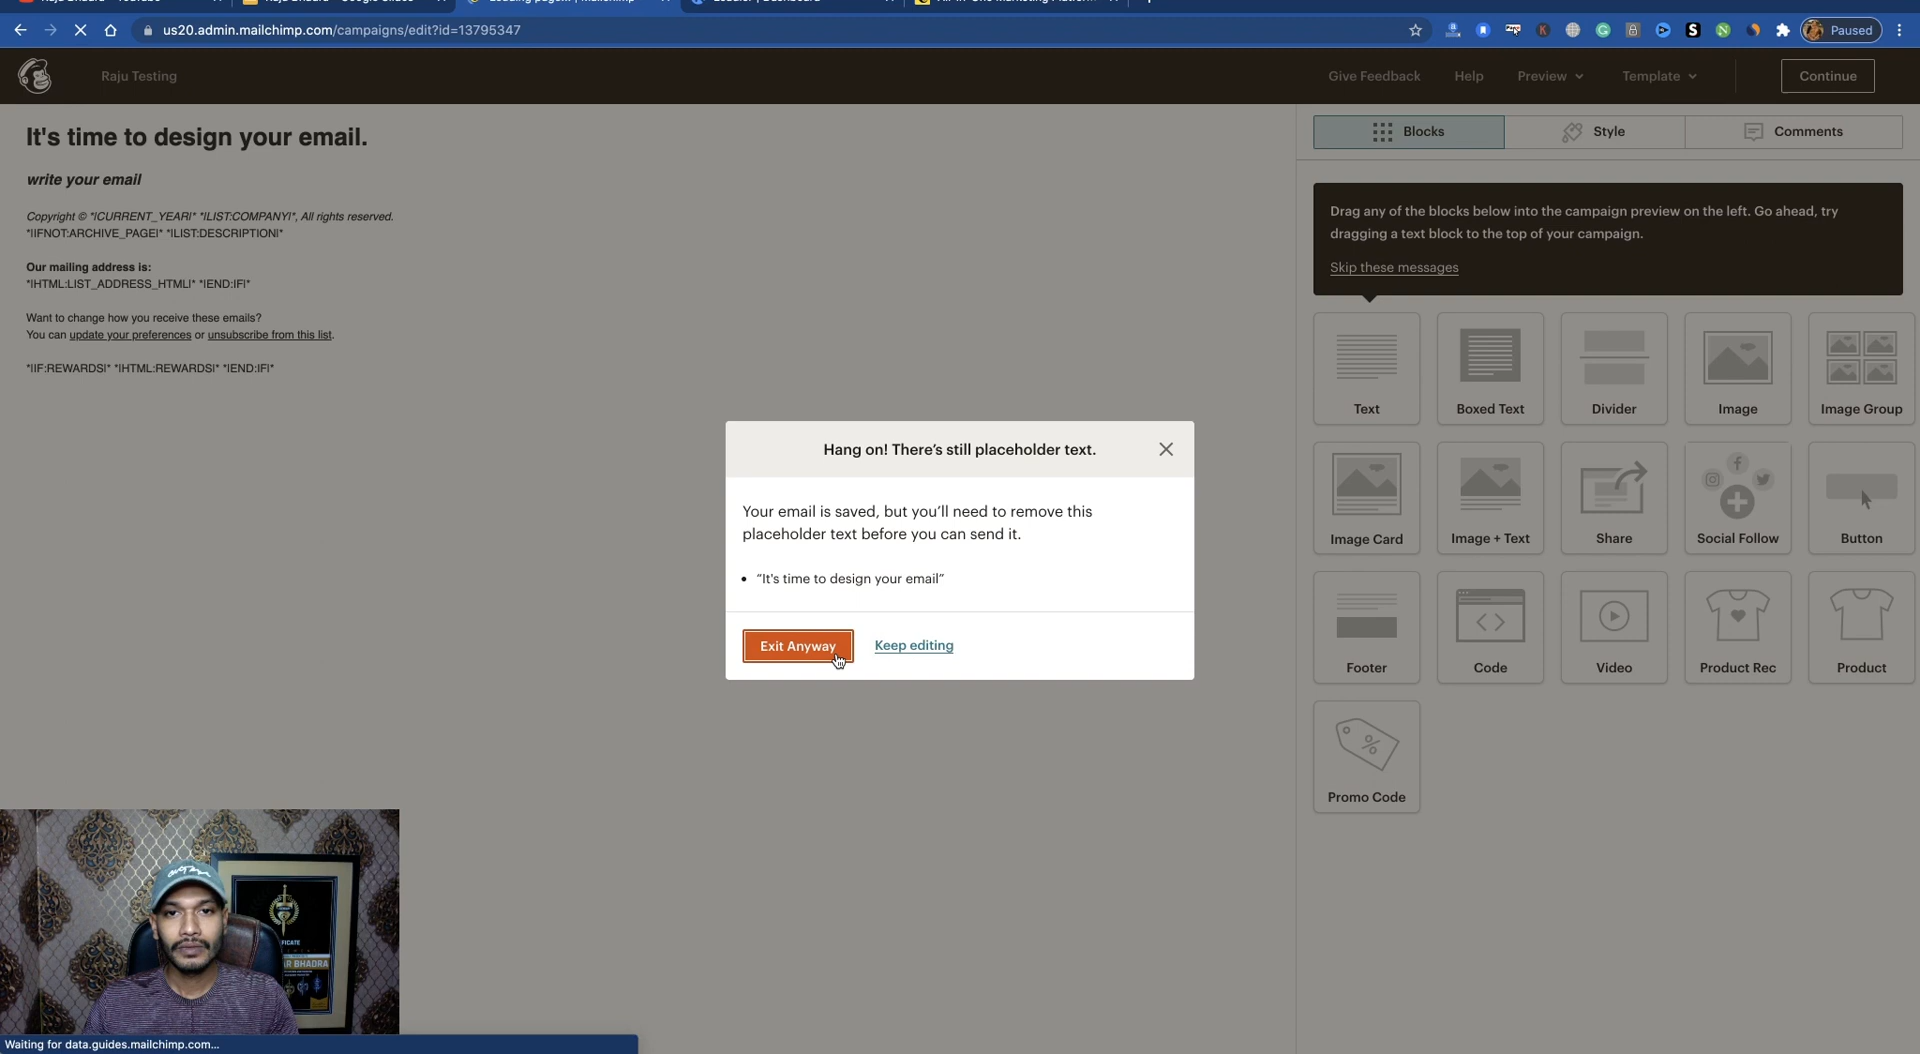 us20.admin.mailchimp.com/campaigns/edit?id=13795347
Paused
Raju Testing
Give Feedback
Help
Preview
Template
Continue
It's time to design your email.
write your email
Copyright © *|CURRENT_YEAR|* *|LIST:COMPANY|*, All rights reserved.
*|IFNOT:ARCHIVE_PAGE|* *|LIST:DESCRIPTION|*
Our mailing address is:
*|HTML:LIST_ADDRESS_HTML|* *|END:IF|*
Want to change how you receive these emails?
You can update your preferences or unsubscribe from this list.
*|IF:REWARDS|* *|HTML:REWARDS|* *|END:IF|*
Blocks
Style
Comments
Drag any of the blocks below into the campaign preview on the left. Go ahead, try
dragging a text block to the top of your campaign.
Skip these messages
Text
Boxed Text
Divider
Image
Image Group
Image Card
Image + Text
Share
Social Follow
Button
Footer
Code
Video
Product Rec
Product
Promo Code
Hang on! There’s still placeholder text.
Your email is saved, but you’ll need to remove this
placeholder text before you can send it.
• “It's time to design your email”
Exit Anyway
Keep editing
AR BHADRA
Waiting for data.guides.mailchimp.com...